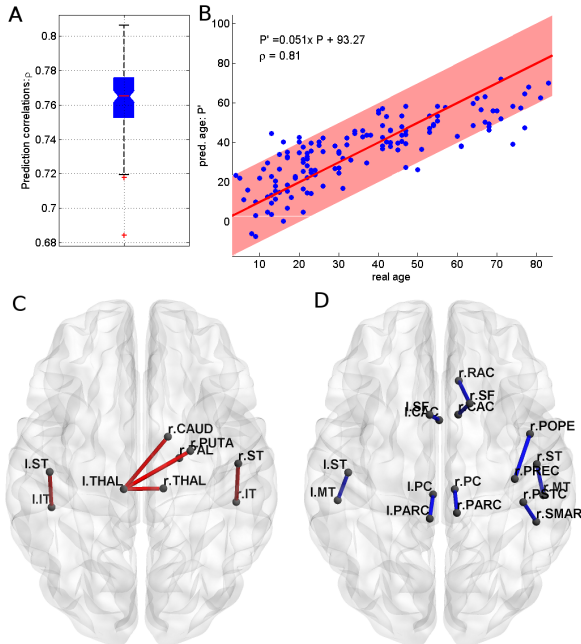 A
Prediction correlations:ρ
0.8
0.78
0.76
0.74
0.72
0.7
0.68
B
P' =0.051x P + 93.27
ρ = 0.81
pred. age: P'
100
80
60
40
20
0
10 20 30 40 50 60 70 80
real age
C
r.CAUD
r.PUTA
r.PAL
l.ST
r.ST
l.THAL
r.THAL
l.IT
r.IT
D
r.RAC
r.SF
l.SF
l.CAC
r.CAC
r.POPE
l.ST
r.ST
r.PREC
l.PC
r.PC
l.MT
r.MT
r.PSTC
l.PARC
r.PARC
r.SMAR